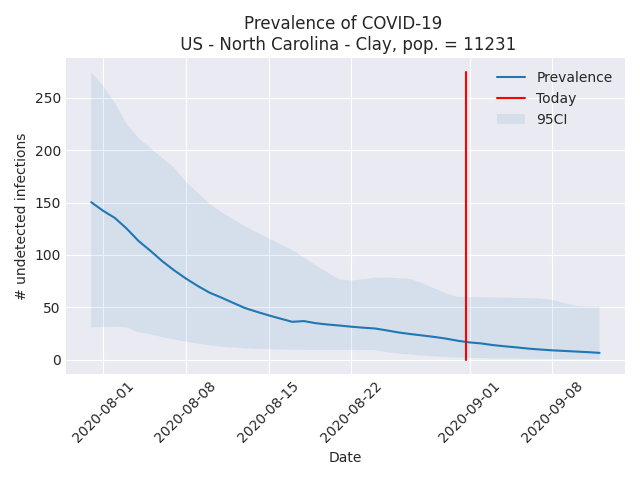 Prevalence of COVID-19
US - North Carolina - Clay, pop. = 11231
Prevalence
Today
95CI
# undetected infections
250
200
150
100
50
0
2020-08-01
2020-08-08
2020-08-15
2020-08-22
2020-09-01
2020-09-08
Date